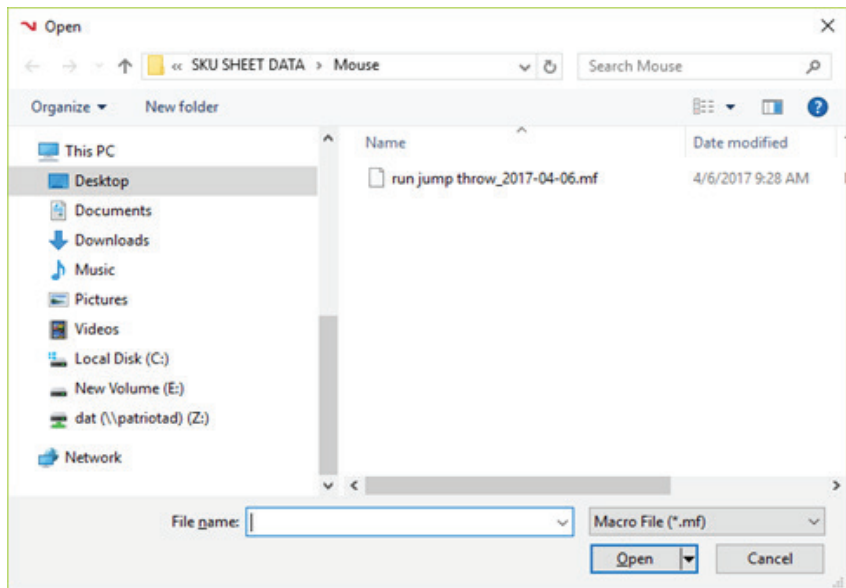 Open
« SKU SHEET DATA > Mouse
Search Mouse
Organize
New folder
This PC
Desktop
Documents
Downloads
Music
Pictures
Videos
Local Disk (C:)
New Volume (E:)
dat (\\patriotad) (Z:)
Network
Name
Date modified
run jump throw_2017-04-06.mf
4/6/2017 9:28 AM
File name:
Macro File (*.mf)
Open
Cancel